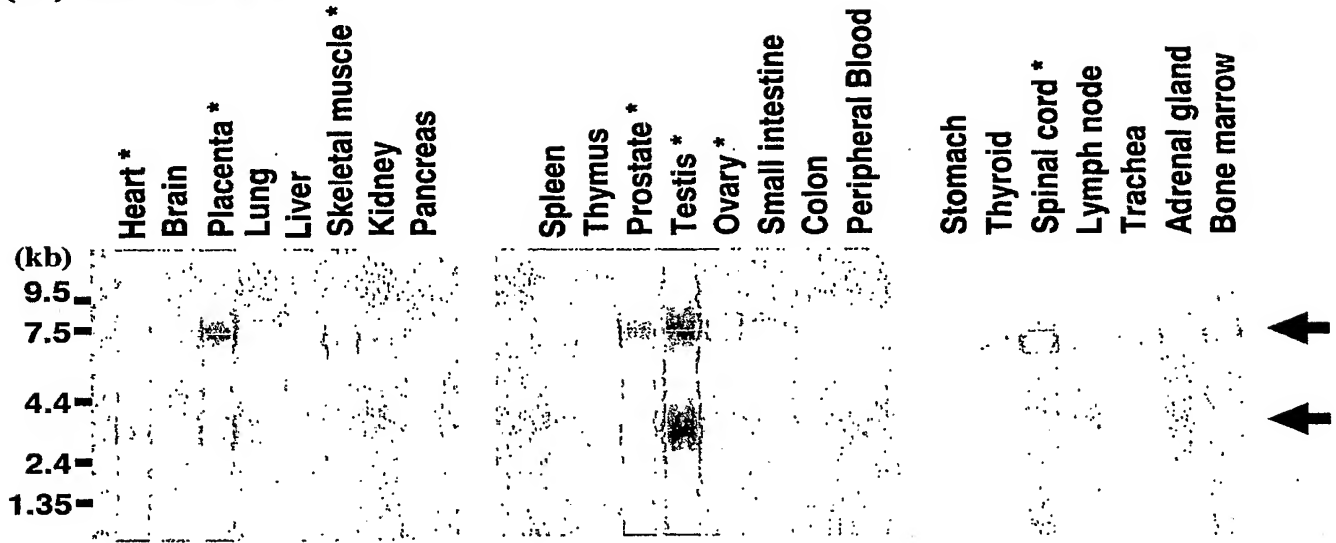 Heart *
Brain
Placenta *
Lung
Liver
Skeletal muscle *
Kidney
Pancreas
Spleen
Thymus
Prostate *
Testis *
Ovary *
Small intestine
Colon
Peripheral Blood
Stomach
Thyroid
Spinal cord *
Lymph node
Trachea
Adrenal gland
Bone marrow
(kb)
9.5
7.5
4.4
2.4
1.35